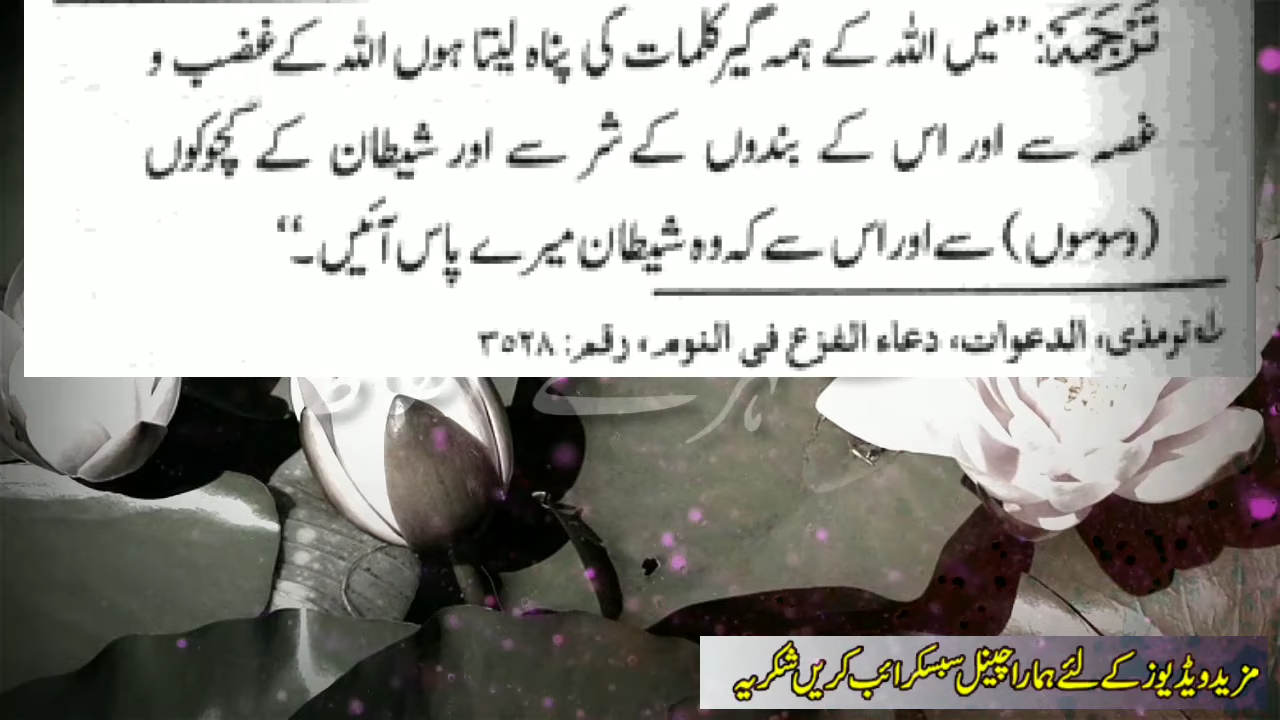 تَرْجَمَۃ: ’’میں اللہ کے ہمہ گیر کلمات کی پناہ لیتا ہوں اللہ کے غضب و
غصہ سے اور اس کے بندوں کے شر سے اور شیطان کے کچوکوں
(وسوسوں) سے اور اس سے کہ وہ شیطان میرے پاس آئیں۔‘‘
لہ ترمذی، الدعوات، دعاء الفزع فی النوم، رقم: ۳۵۲۸
مزید ویڈیوز کے لئے ہمارا چینل سبسکرائب کریں شکریہ